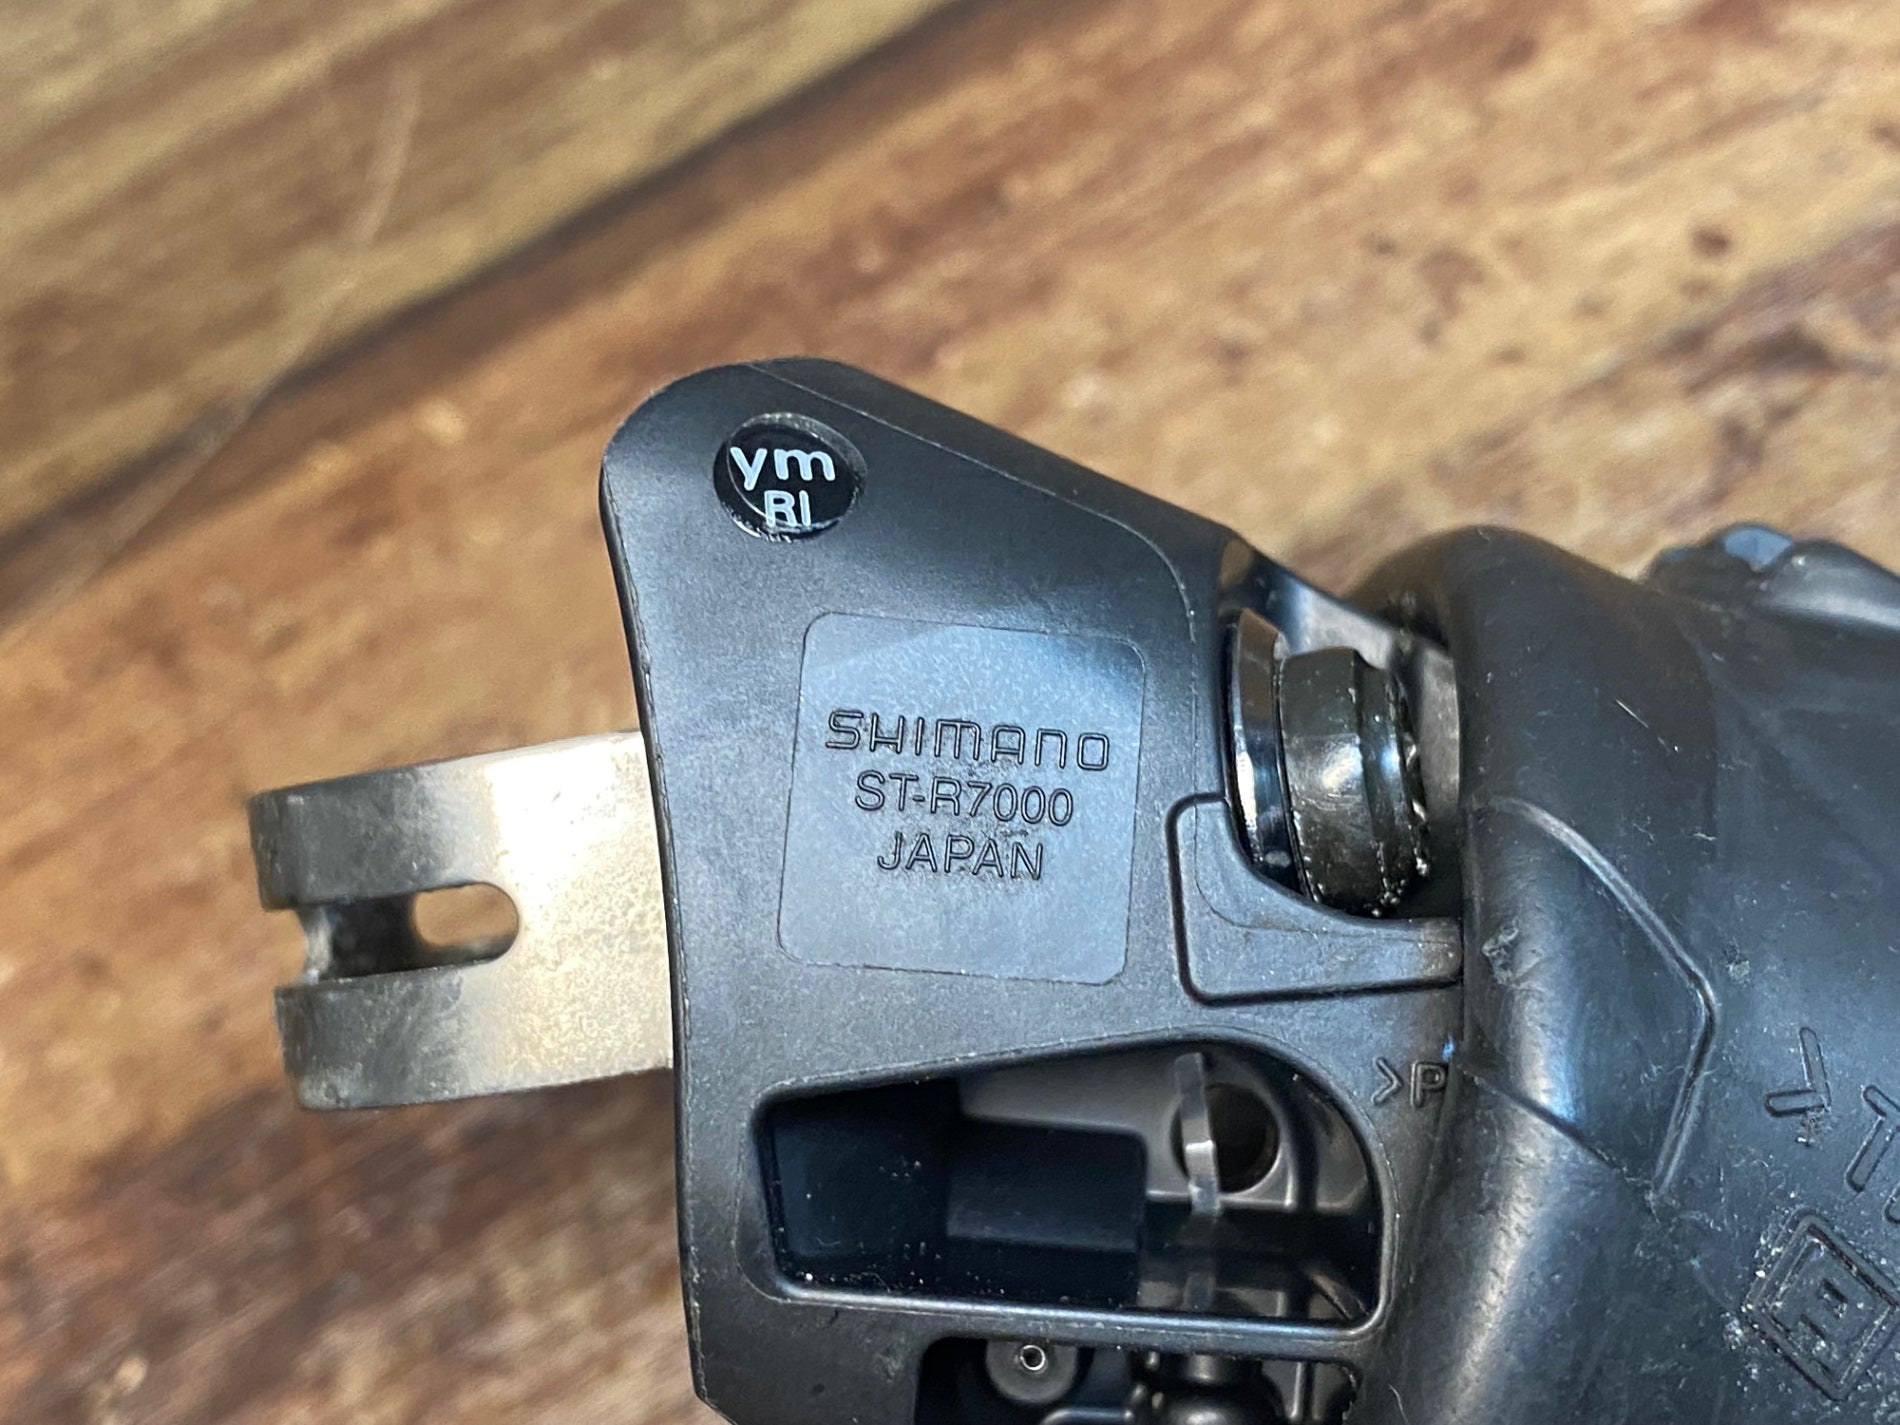 ym
RI
SHIMANO
ST-R7000
JAPAN
>P